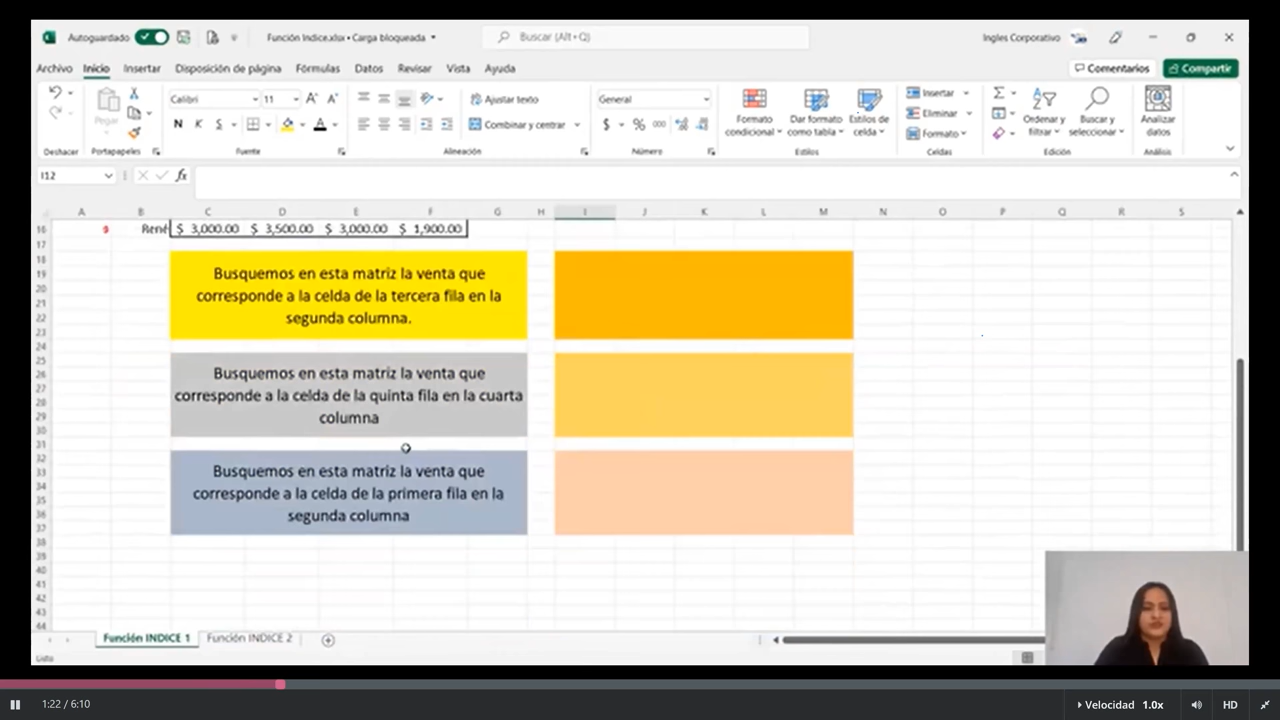 Autoguardado Función Indice.xlsx • Carga bloqueada Buscar (Alt+Q) Ingles Corporativo
Archivo Inicio Insertar Disposición de página Fórmulas Datos Revisar Vista Ayuda Comentarios Compartir
Pegar Calibri 11 Ajustar texto General Formato condicional Dar formato como tabla Estilos de celda Insertar Ordenar y filtrar Buscar y seleccionar Analizar datos
N K S Combinar y centrar $ % 000 Eliminar
Formato
Deshacer Portapapeles Fuente Alineación Número Estilos Celdas Edición Análisis
I12 fx
A B C D E F G H I J K L M N O P Q R S
16 9 René $ 3,000.00 $ 3,500.00 $ 3,000.00 $ 1,900.00
17
18
19
20
21
22
23
24
25
26
27
28
29
30
31
32
33
34
35
36
37
38
39
40
41
42
43
44
Busquemos en esta matriz la venta que
corresponde a la celda de la tercera fila en la
segunda columna.
Busquemos en esta matriz la venta que
corresponde a la celda de la quinta fila en la cuarta
columna
Busquemos en esta matriz la venta que
corresponde a la celda de la primera fila en la
segunda columna
Función INDICE 1 Función INDICE 2
Listo
1:22 / 6:10 Velocidad 1.0x HD